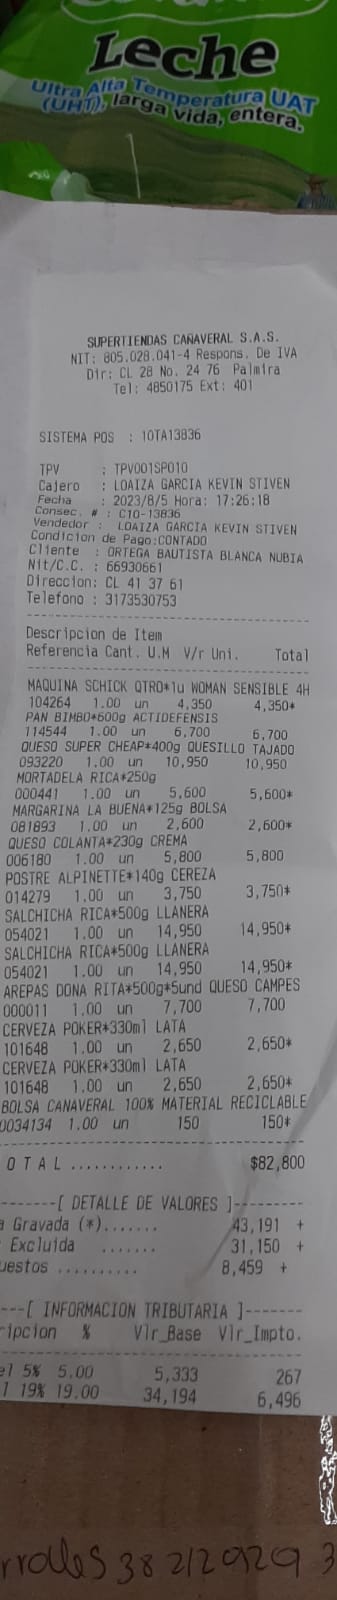 Leche
Ultra Alta Temperatura UAT
(UHT), larga vida, entera.
SUPERTIENDAS CAÑAVERAL S.A.S.
NIT: 805.028.041-4 Respons. De IVA
Dir: CL 28 No. 24 76 Palmira
Tel: 4850175 Ext: 401
SISTEMA POS : 10TA13836
TPV : TPV001SP010
Cajero : LOAIZA GARCIA KEVIN STIVEN
Fecha : 2023/8/5 Hora: 17:26:18
Consec. # : C10-13836
Vendedor : LOAIZA GARCIA KEVIN STIVEN
Condicion de Pago:CONTADO
Cliente : ORTEGA BAUTISTA BLANCA NUBIA
Nit/C.C. : 66930661
Direccion: CL 41 37 61
Telefono : 3173530753
Descripcion de Item
Referencia Cant. U.M V/r Uni. Total
MAQUINA SCHICK QTRO*1u WOMAN SENSIBLE 4H
104264 1.00 un 4,350 4,350*
PAN BIMBO*600g ACTIDEFENSIS
114544 1.00 un 6,700 6,700
QUESO SUPER CHEAP*400g QUESILLO TAJADO
093220 1.00 un 10,950 10,950
MORTADELA RICA*250g
000441 1.00 un 5,600 5,600*
MARGARINA LA BUENA*125g BOLSA
081893 1.00 un 2,600 2,600*
QUESO COLANTA*230g CREMA
006180 1.00 un 5,800 5,800
POSTRE ALPINETTE*140g CEREZA
014279 1.00 un 3,750 3,750*
SALCHICHA RICA*500g LLANERA
054021 1.00 un 14,950 14,950*
SALCHICHA RICA*500g LLANERA
054021 1.00 un 14,950 14,950*
AREPAS DONA RITA*500g*5und QUESO CAMPES
000011 1.00 un 7,700 7,700
CERVEZA POKER*330ml LATA
101648 1.00 un 2,650 2,650*
CERVEZA POKER*330ml LATA
101648 1.00 un 2,650 2,650*
BOLSA CANAVERAL 100% MATERIAL RECICLABLE
0034134 1.00 un 150 150*
O T A L ............ $82,800
-------[ DETALLE DE VALORES ]---------
a Gravada (*)....... 43,191 +
Excluida ....... 31,150 +
uestos .......... 8,459 +
---[ INFORMACION TRIBUTARIA ]-------
ripcion % Vlr_Base Vlr_Impto.
el 5% 5.00 5,333 267
l 19% 19.00 34,194 6,496